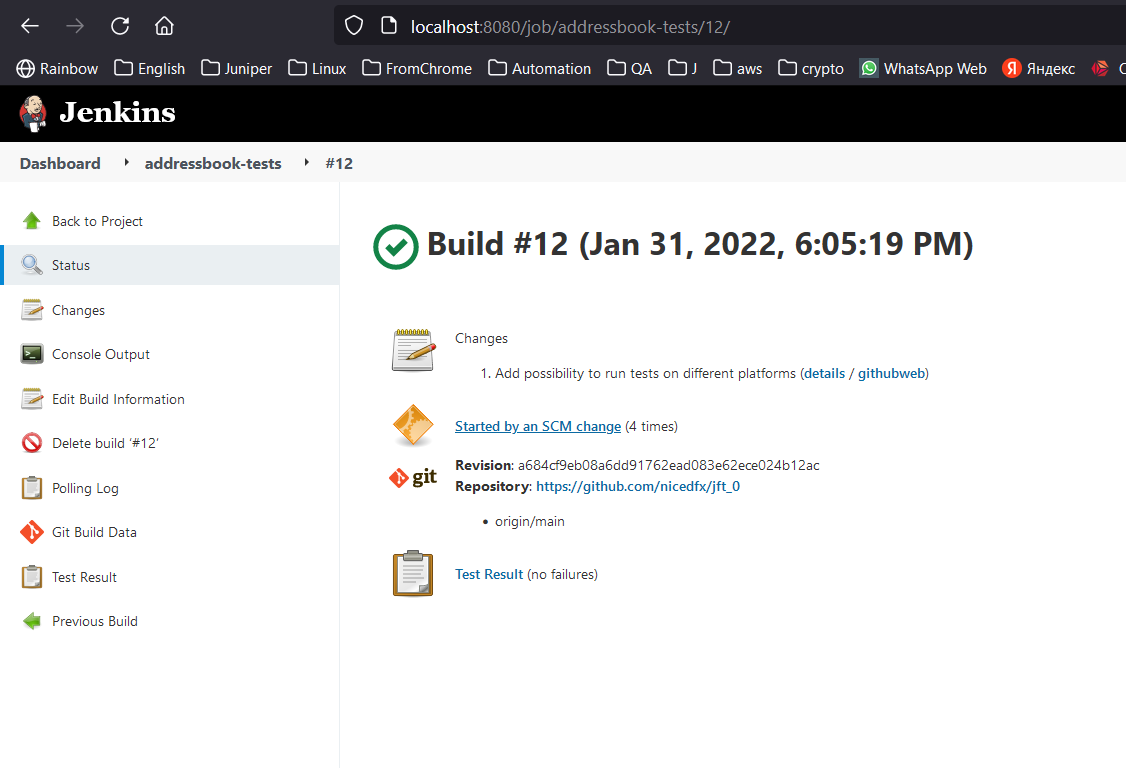 localhost:8080/job/addressbook-tests/12/
Rainbow English Juniper Linux FromChrome Automation QA J aws crypto WhatsApp Web Яндекс
Jenkins
Dashboard addressbook-tests #12
Back to Project
Status
Changes
Console Output
Edit Build Information
Delete build ‘#12’
Polling Log
Git Build Data
Test Result
Previous Build
Build #12 (Jan 31, 2022, 6:05:19 PM)
Changes
1. Add possibility to run tests on different platforms (details / githubweb)
Started by an SCM change (4 times)
git
Revision: a684cf9eb08a6dd91762ead083e62ece024b12ac
Repository: https://github.com/nicedfx/jft_0
• origin/main
Test Result (no failures)